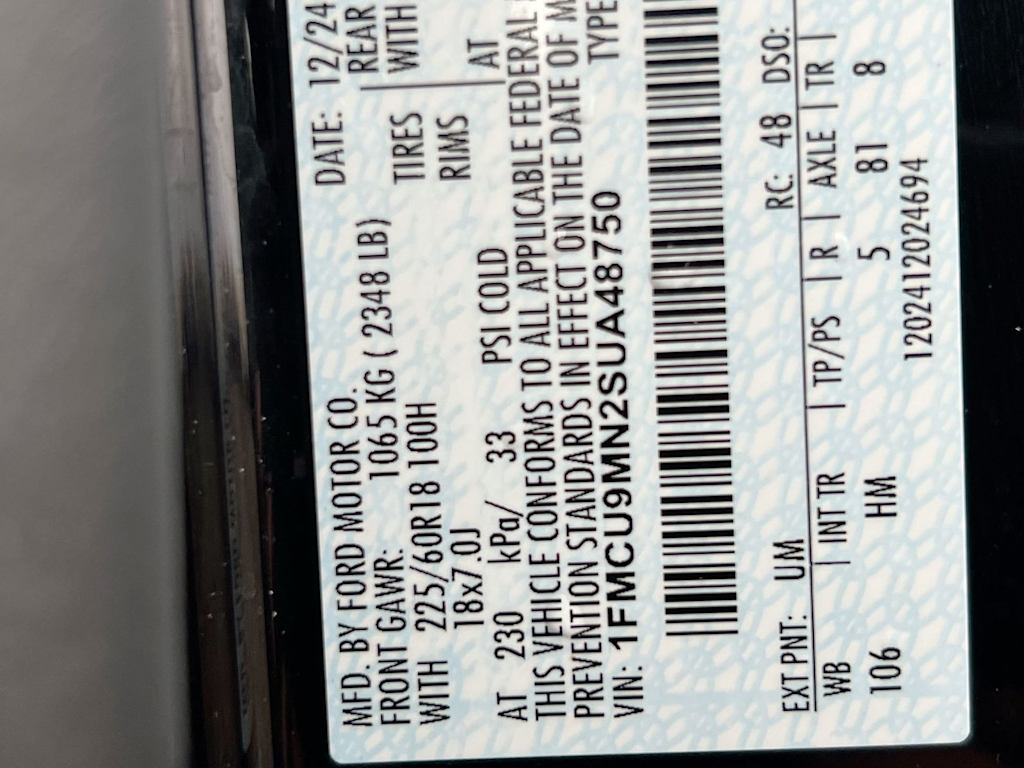 MFD. BY FORD MOTOR CO.
DATE: 12/24
FRONT GAWR: 1065 KG ( 2348 LB)
REAR
WITH 225/60R18 100H
TIRES WITH
18x7.0J
RIMS
AT 230 kPa/ 33 PSI COLD AT
THIS VEHICLE CONFORMS TO ALL APPLICABLE FEDERAL
PREVENTION STANDARDS IN EFFECT ON THE DATE OF M
VIN: 1FMCU9MN2SUA48750 TYPE
EXT PNT: UM RC: 48 DSO:
WB | INT TR | TP/PS | R | AXLE | TR |
106 HM 5 81 8
1202412024694